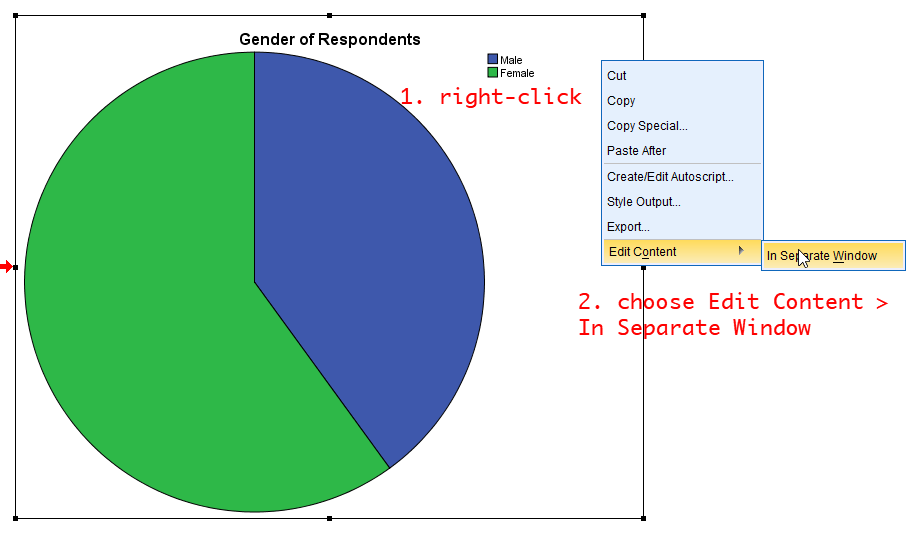 Gender of Respondents
Male
Female
1. right-click
Cut
Copy
Copy Special...
Paste After
Create/Edit Autoscript...
Style Output...
Export...
Edit Content
In Separate Window
2. choose Edit Content >
In Separate Window